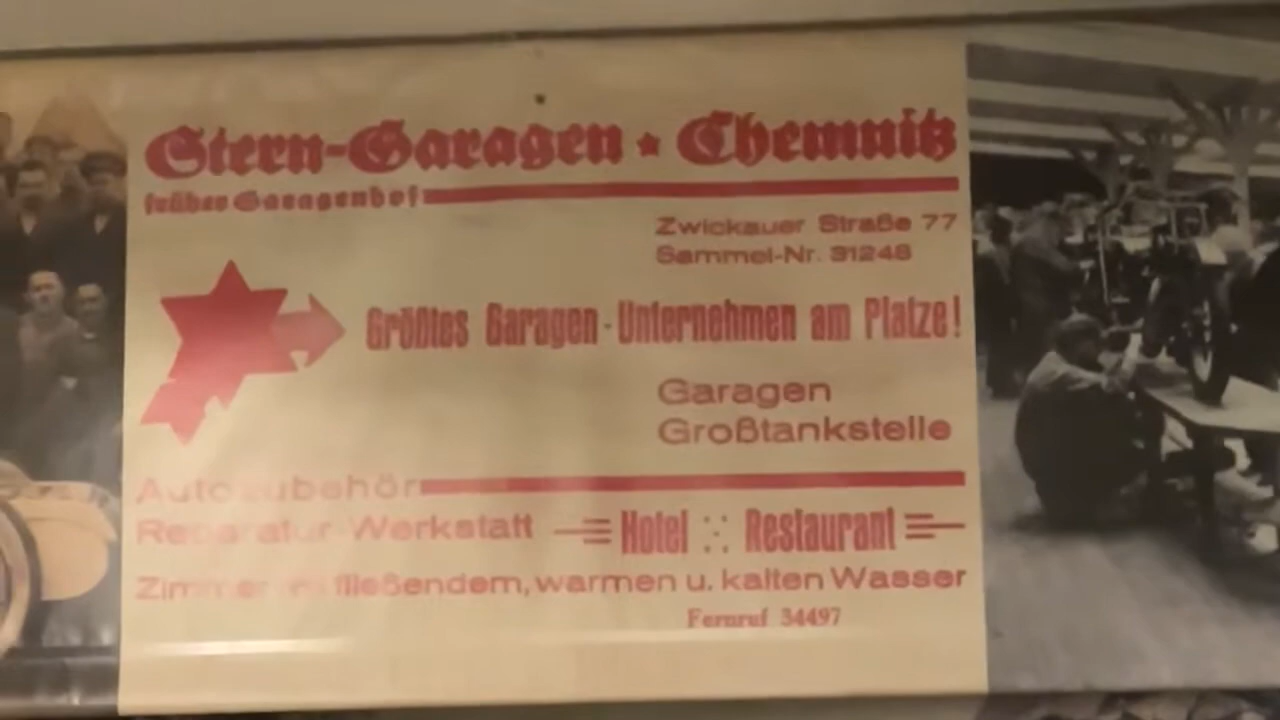 Stern-Garagen ★ Chemnitz
früher Garagenhof
Zwickauer Straße 77
Sammel-Nr. 31248
Größtes Garagen-Unternehmen am Platze!
Garagen
Großtankstelle
Autozubehör
Reparatur-Werkstatt
Hotel :: Restaurant
Zimmer m. fließendem, warmen u. kalten Wasser
Fernruf 34497